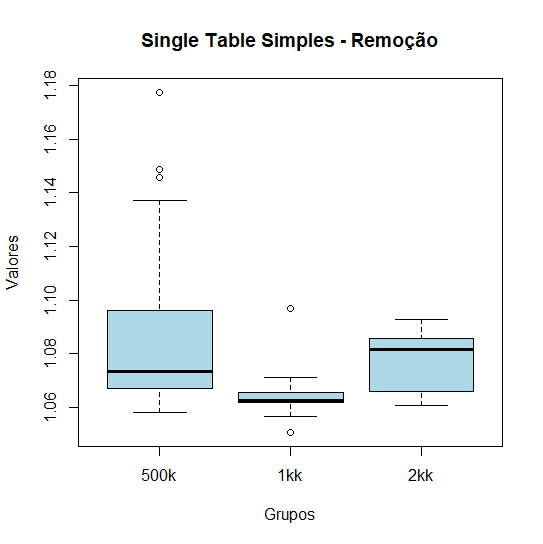 Single Table Simples - Remoção
Valores
1.18
1.16
1.14
1.12
1.10
1.08
1.06
500k
1kk
2kk
Grupos